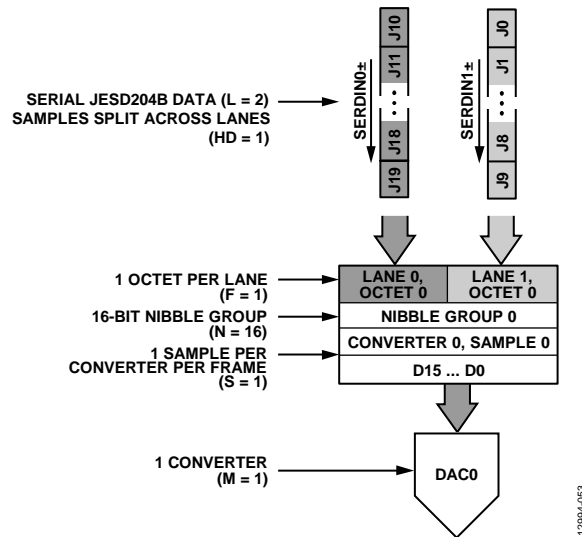 J10
J11
J18
J19
SERDIN0±
J0
J1
J8
J9
SERDIN1±
SERIAL JESD204B DATA (L = 2)
SAMPLES SPLIT ACROSS LANES
(HD = 1)
1 OCTET PER LANE
(F = 1)
LANE 0,
OCTET 0
LANE 1,
OCTET 0
16-BIT NIBBLE GROUP
(N = 16)
NIBBLE GROUP 0
1 SAMPLE PER
CONVERTER PER FRAME
(S = 1)
CONVERTER 0, SAMPLE 0
D15 ... D0
1 CONVERTER
(M = 1)
DAC0
12994-053